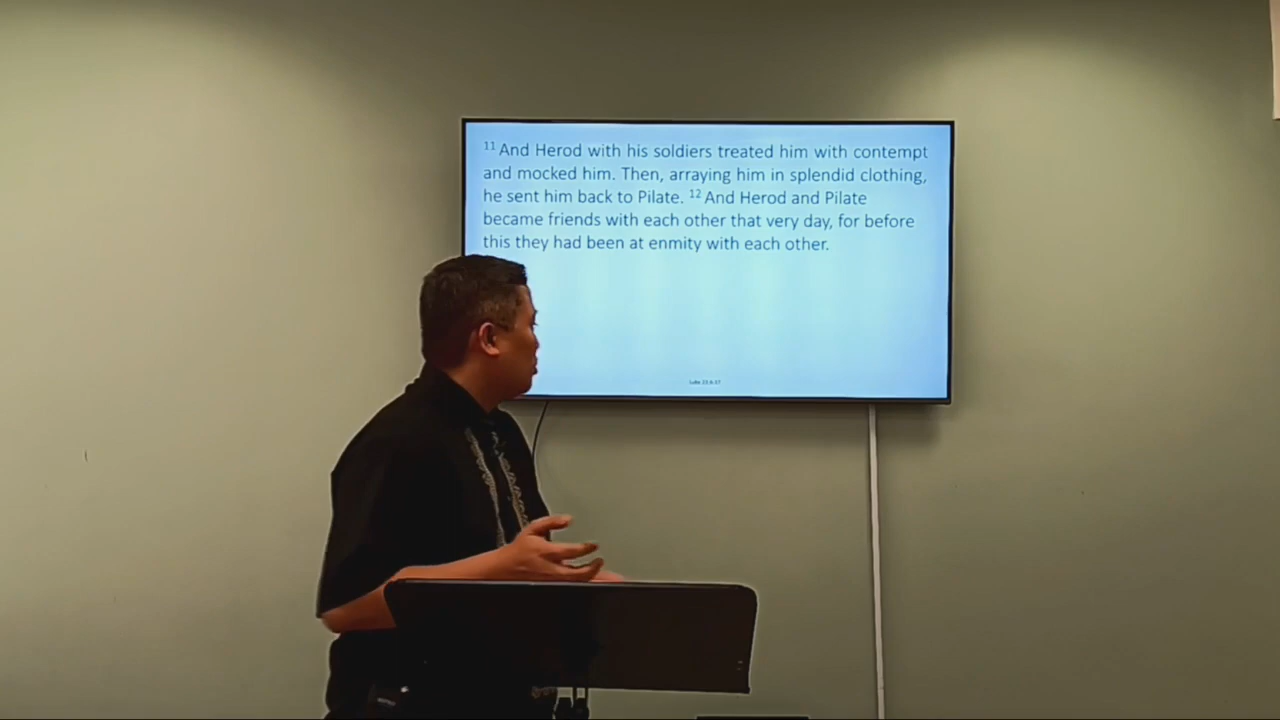 11 And Herod with his soldiers treated him with contempt
and mocked him. Then, arraying him in splendid clothing,
he sent him back to Pilate. 12 And Herod and Pilate
became friends with each other that very day, for before
this they had been at enmity with each other.